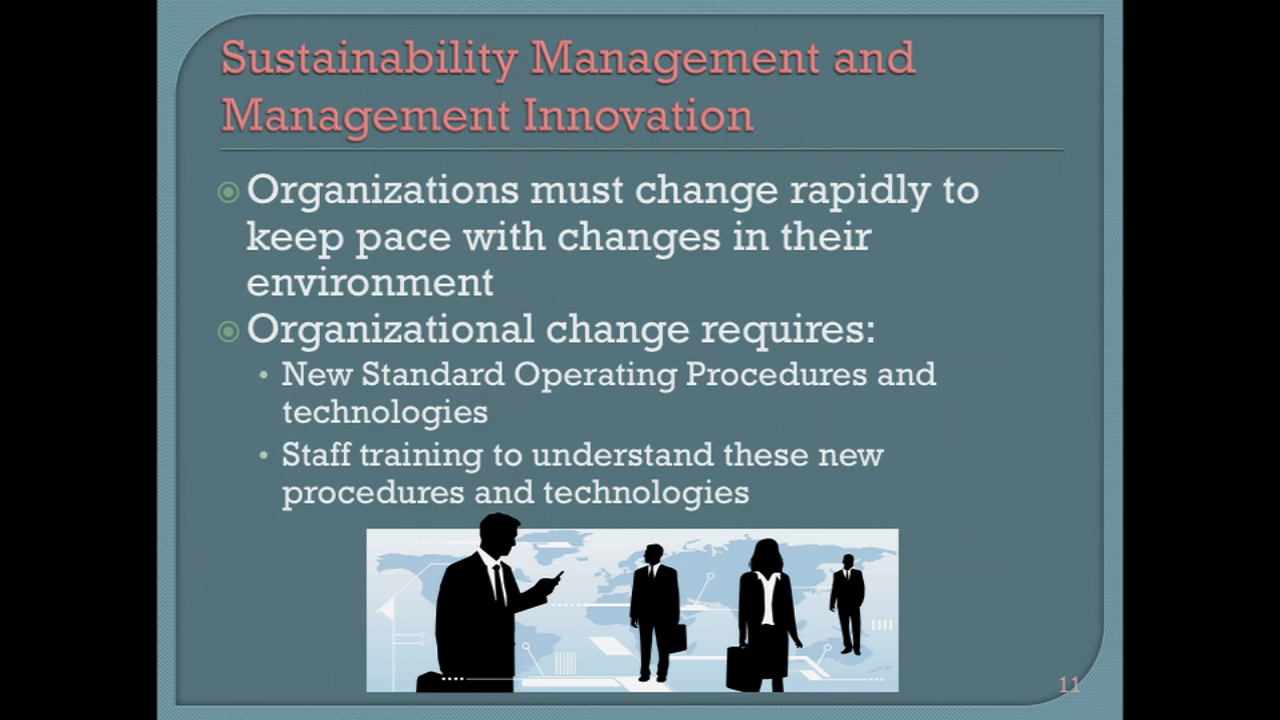 Sustainability Management and
Management Innovation
Organizations must change rapidly to
keep pace with changes in their
environment
Organizational change requires:
New Standard Operating Procedures and
technologies
Staff training to understand these new
procedures and technologies
11